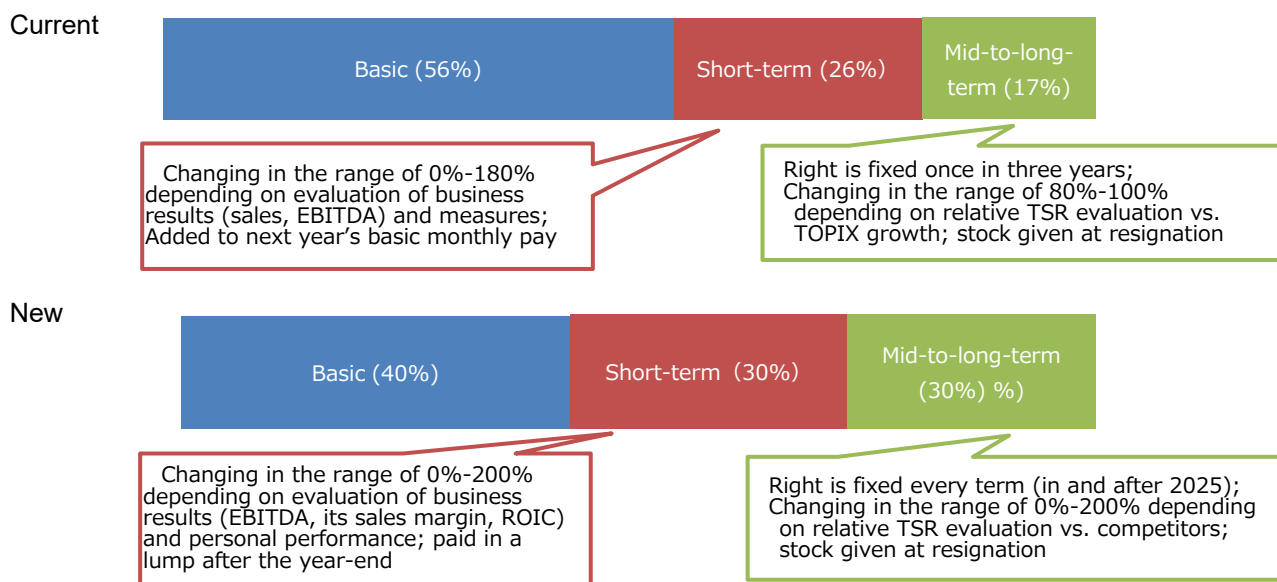 Current
Basic (56%)
Short-term (26%)
Mid-to-long-
term (17%)
Changing in the range of 0%-180%
depending on evaluation of business
results (sales, EBITDA) and measures;
Added to next year's basic monthly pay
Right is fixed once in three years;
Changing in the range of 80%-100%
depending on relative TSR evaluation vs.
TOPIX growth; stock given at resignation
New
Basic (40%)
Short-term（30%)
Mid-to-long-term
(30%) %)
Changing in the range of 0%-200%
depending on evaluation of business
results (EBITDA, its sales margin, ROIC)
and personal performance; paid in a
lump after the year-end
Right is fixed every term (in and after 2025);
Changing in the range of 0%-200% depending
on relative TSR evaluation vs. competitors;
stock given at resignation